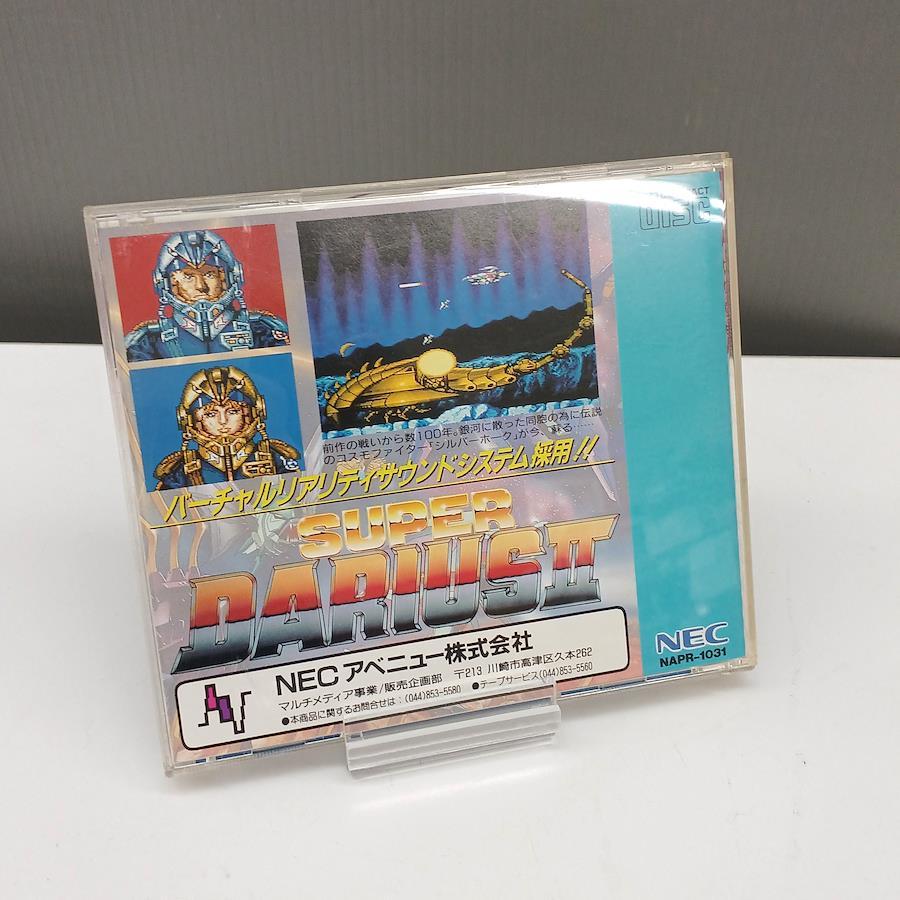 COMPACT
DISC
前作の戦いから数100年。銀河に散った同胞の為に伝説
のコスモファイター「シルバーホーク」が今、蘇る……
バーチャルリアリティサウンドシステム採用!!
SUPER
DARIUS II
NEC アベニュー株式会社
マルチメディア事業/販売企画部 〒213 川崎市高津区久本262
●本商品に関するお問合せは:(044)853-5580 ●テープサービス(044)853-5560
NEC
NAPR-1031